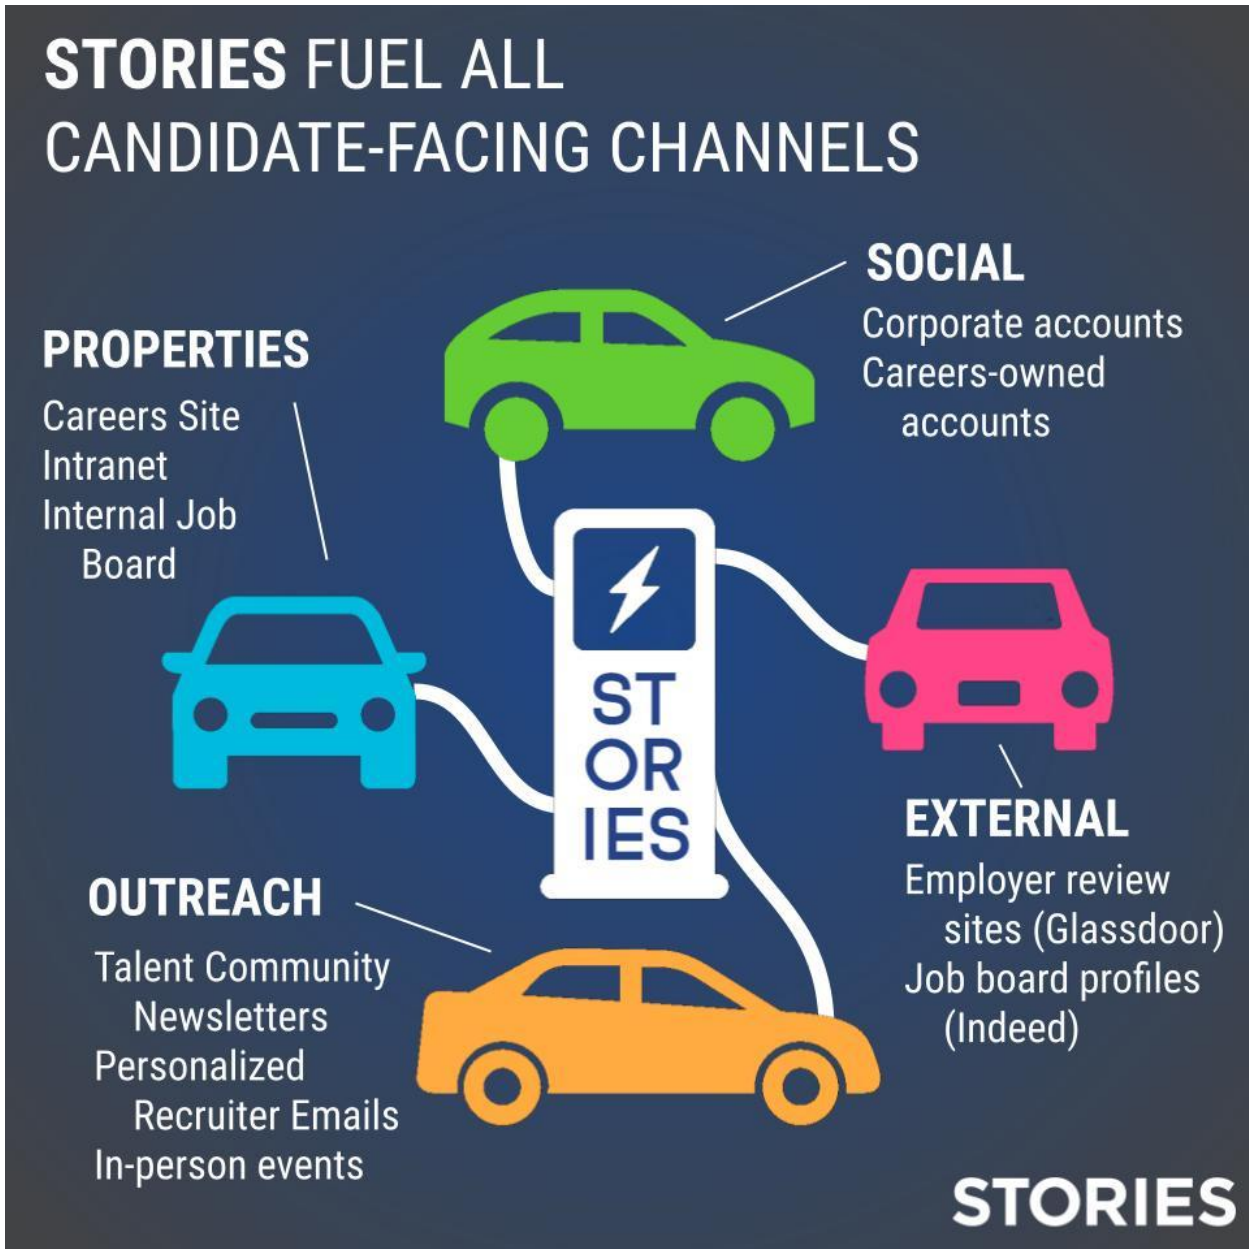 STORIES FUEL ALL
CANDIDATE-FACING CHANNELS
SOCIAL
Corporate accounts
Careers-owned
accounts
PROPERTIES
Careers Site
Intranet
Internal Job
Board
ST
OR
IES
EXTERNAL
Employer review
sites (Glassdoor)
Job board profiles
(Indeed)
OUTREACH
Talent Community
Newsletters
Personalized
Recruiter Emails
In-person events
STORIES